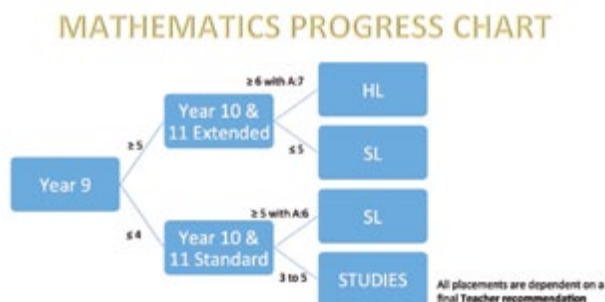 MATHEMATICS PROGRESS CHART
≥ 6 with A:7
HL
Year 10 &
11 Extended
≥ 5
≤ 5
SL
Year 9
≥ 5 with A:6
SL
≤ 4
Year 10 &
11 Standard
3 to 5
STUDIES
All placements are dependent on a
final Teacher recommendation